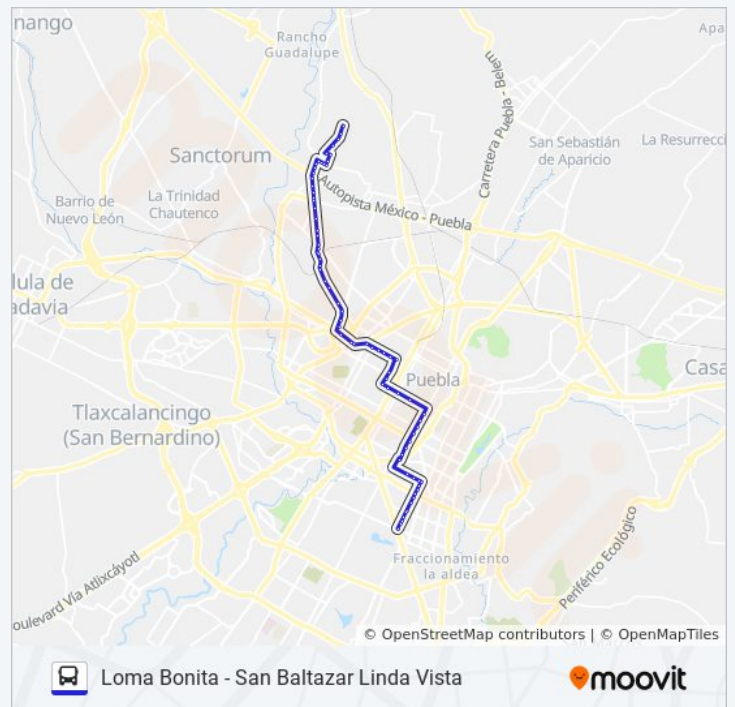 nango
Rancho
Guadalupe
Apa
Carretera Puebla - Belem
San Sebastián
de Aparicio
La Resurrecci
Sanctorum
Autopista México - Puebla
Barrio de
Nuevo León
La Trinidad
Chautenco
lula de
adavia
Puebla
Casa
Tlaxcalancingo
(San Bernardino)
Periférico Ecológico
Fraccionamiento
la aldea
oulevard Vía Atlixcáyotl
© OpenStreetMap contributors | © OpenMapTiles
Loma Bonita - San Baltazar Linda Vista
moovit